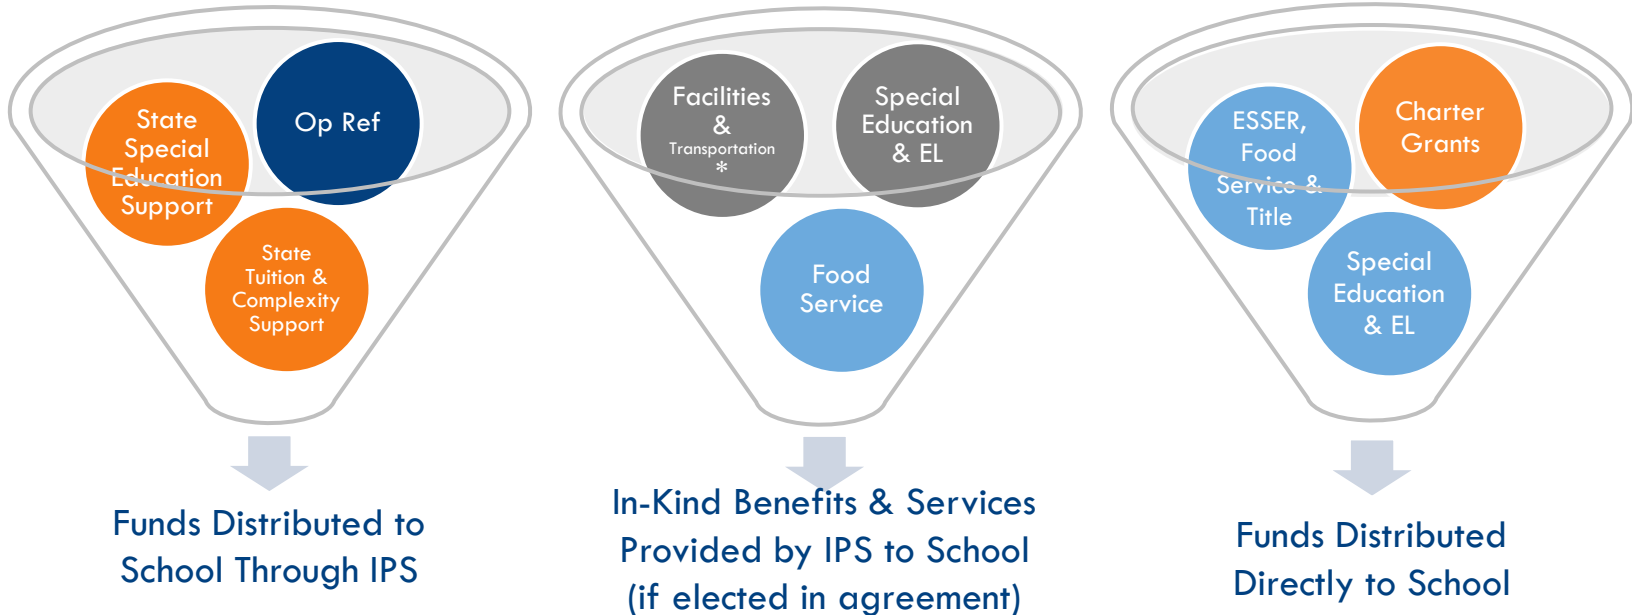 State
Special
Education
Support
Op Ref
State
Tuition &
Complexity
Support
Funds Distributed to
School Through IPS
Facilities
&
Transportation
*
Special
Education
& EL
Food
Service
In-Kind Benefits & Services
Provided by IPS to School
(if elected in agreement)
ESSER,
Food
Service &
Title
Charter
Grants
Special
Education
& EL
Funds Distributed
Directly to School